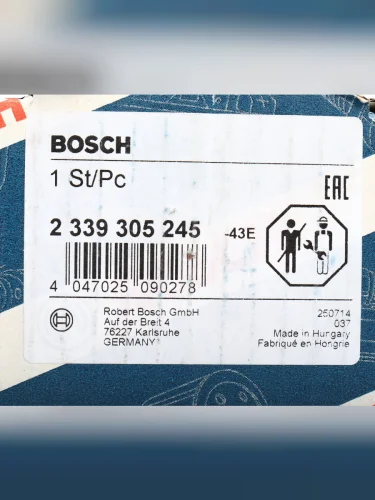 BOSCH
1 St/Pc
EAC
2 339 305 245
-43E
4 047025 090278
Robert Bosch GmbH
Auf der Breit 4
76227 Karlsruhe
GERMANY
250714
037
Made in Hungary
Fabriqué en Hongrie